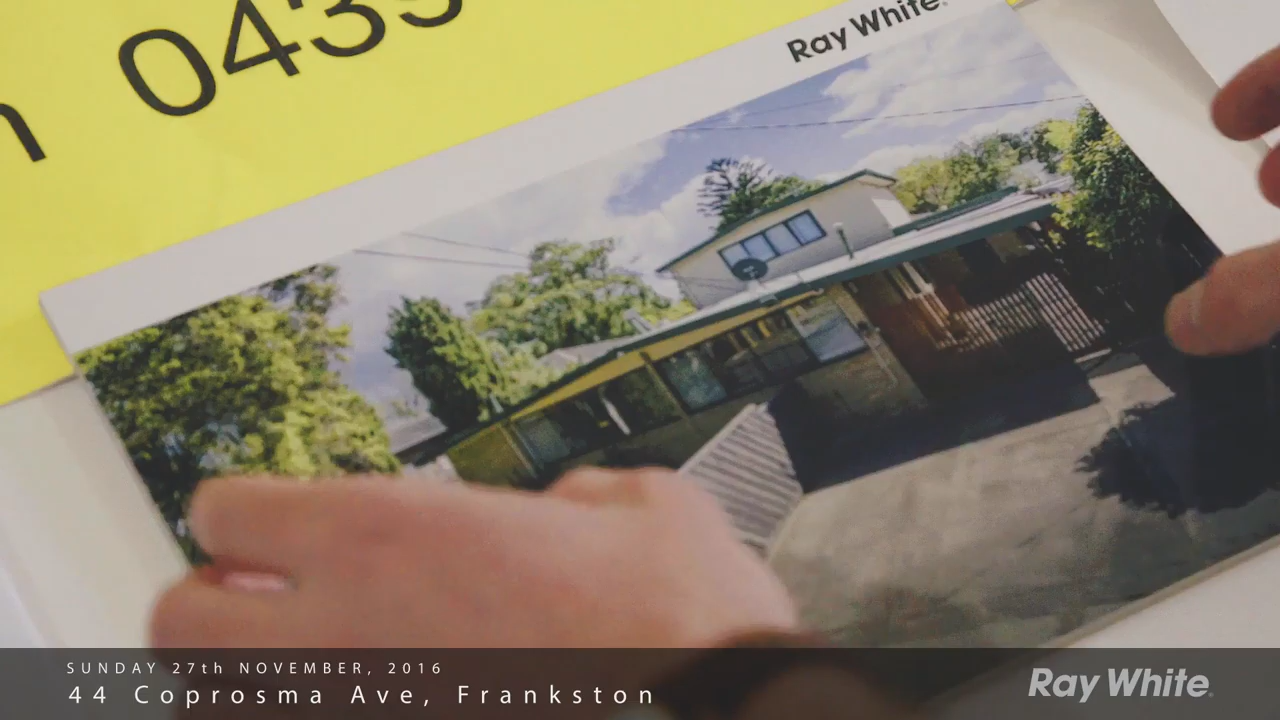 0435
Ray White
SUNDAY 27th NOVEMBER, 2016
44 Coprosma Ave, Frankston
Ray White